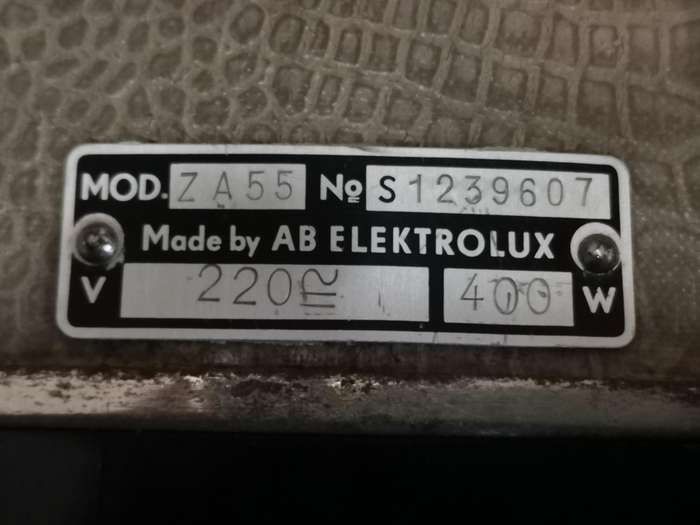 MOD. ZA55 No S1239607
Made by AB ELEKTROLUX
V 220≂ 400 W